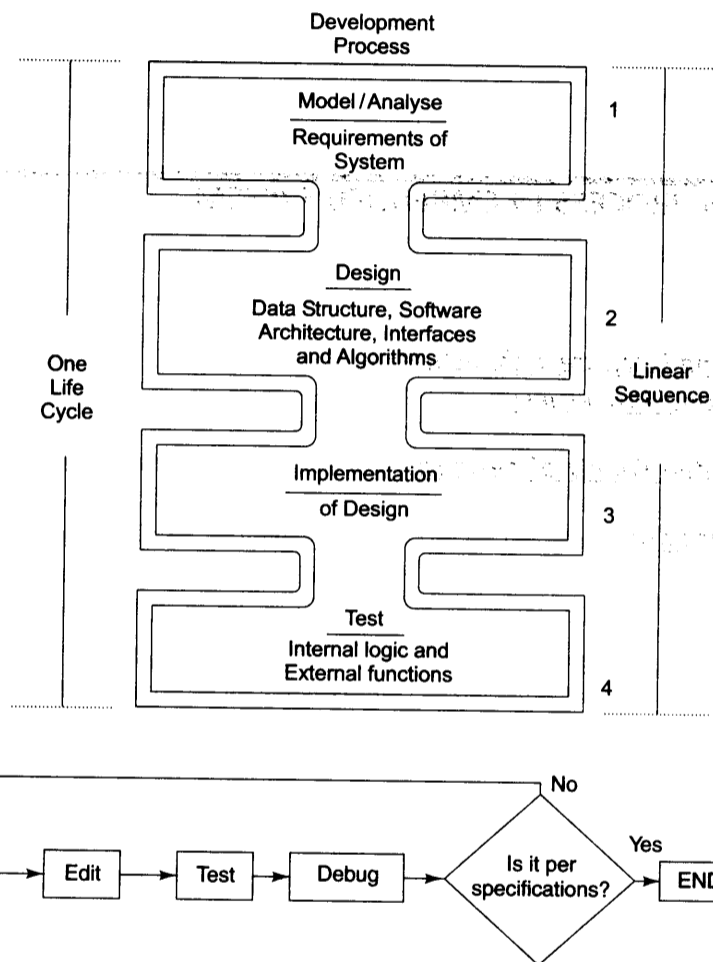 Development
Process
Model/Analyse
1
Requirements of
System
Design
Data Structure, Software
Architecture, Interfaces
and Algorithms
2
One
Life
Cycle
Linear
Sequence
Implementation
of Design
3
Test
Internal logic and
External functions
4
No
Edit
Test
Debug
Is it per
specifications?
Yes
END